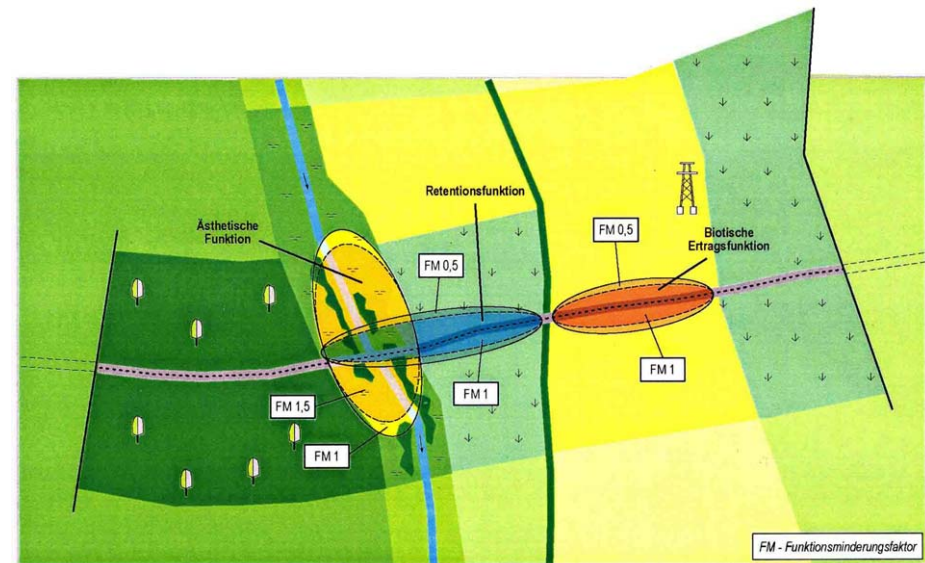 Ästhetische
Funktion
Retentionsfunktion
FM 0,5
Biotische
Ertragsfunktion
FM 0,5
FM 1
FM 1
FM 1,5
FM 1
FM - Funktionsminderungsfaktor